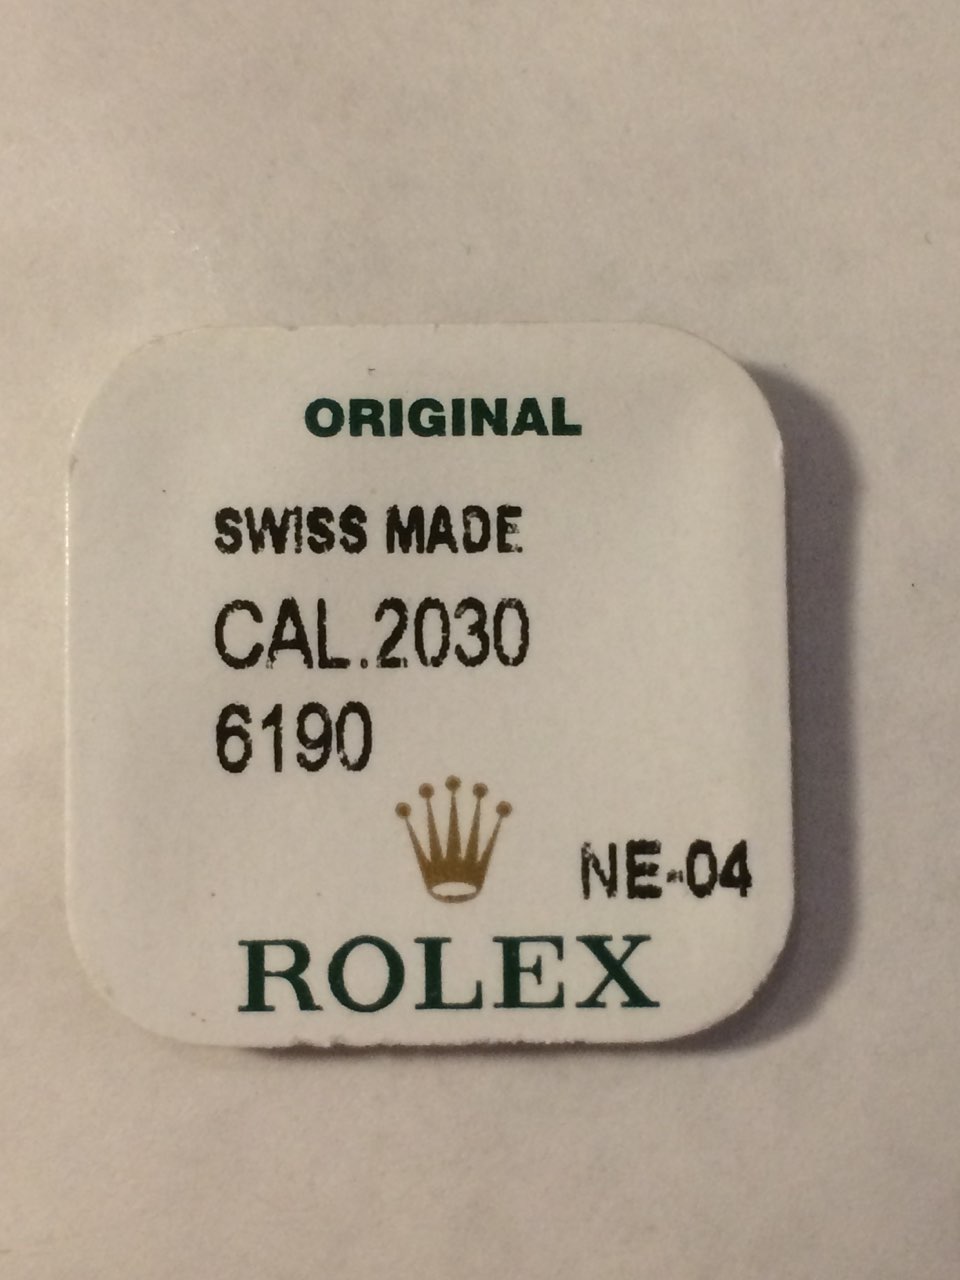 ORIGINAL
SWISS MADE
CAL.2030
6190
NE-04
ROLEX